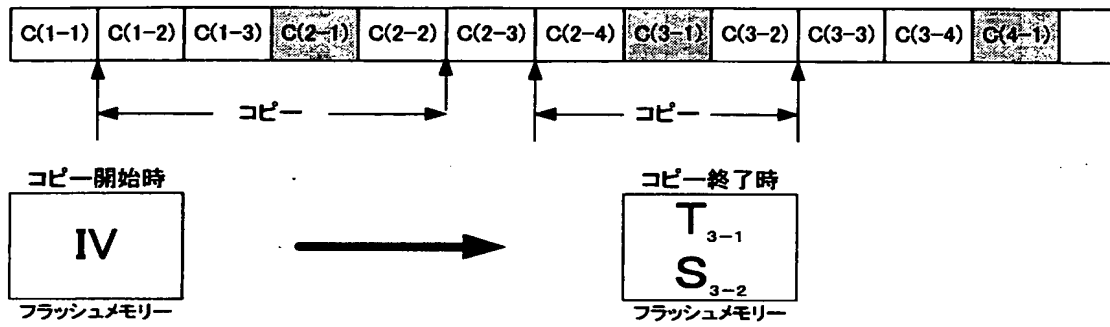 C(1-1) C(1-2) C(1-3) C(2-1) C(2-2) C(2-3) C(2-4) C(3-1) C(3-2) C(3-3) C(3-4) C(4-1)
コピー コピー
コピー開始時 コピー終了時
IV
T3-1
S3-2
フラッシュメモリー フラッシュメモリー